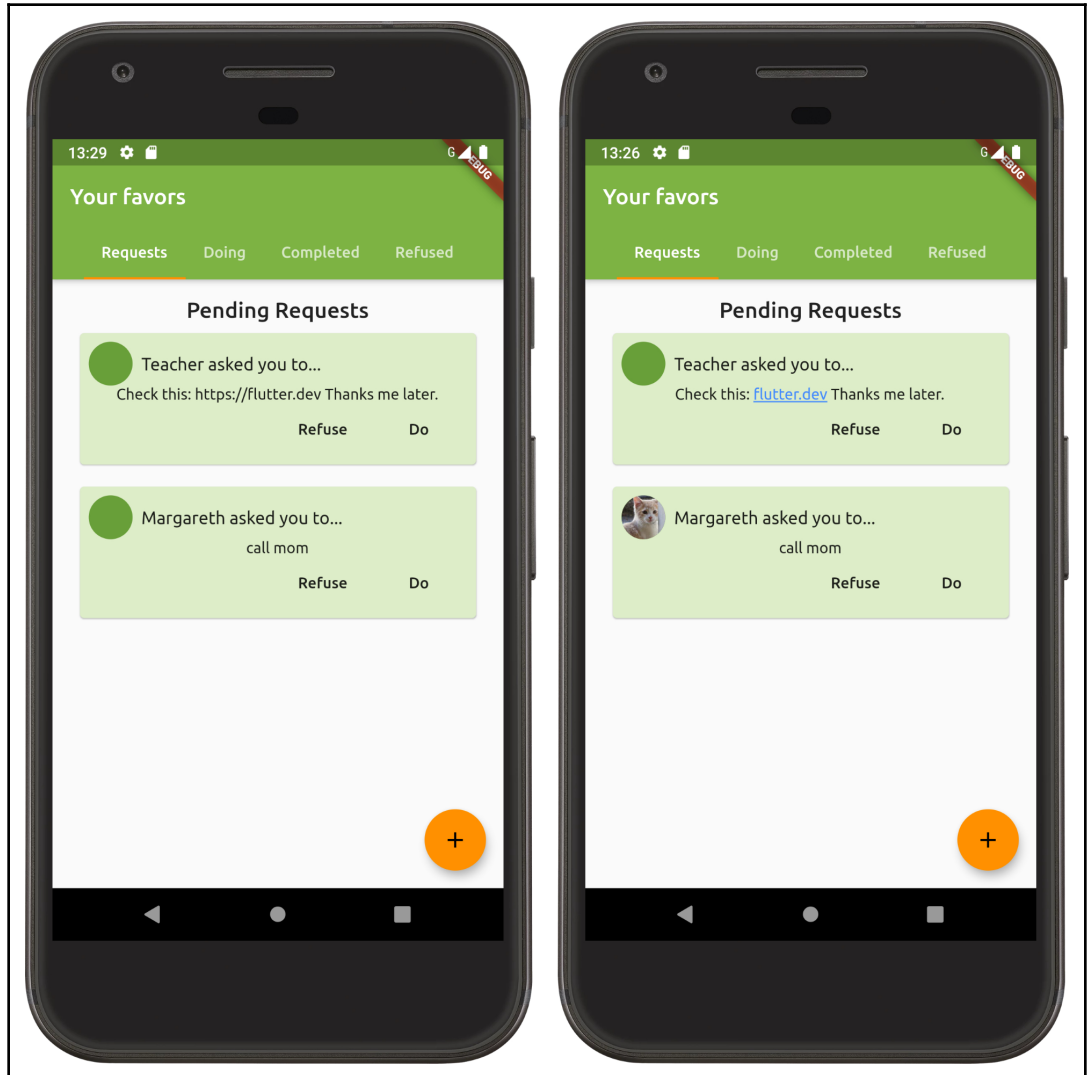 13:29 G
DEBUG
Your favors
Requests Doing Completed Refused
Pending Requests
Teacher asked you to...
Check this: https://flutter.dev Thanks me later.
Refuse Do
Margareth asked you to...
call mom
Refuse Do
+
13:26 G
DEBUG
Your favors
Requests Doing Completed Refused
Pending Requests
Teacher asked you to...
Check this: flutter.dev Thanks me later.
Refuse Do
Margareth asked you to...
call mom
Refuse Do
+